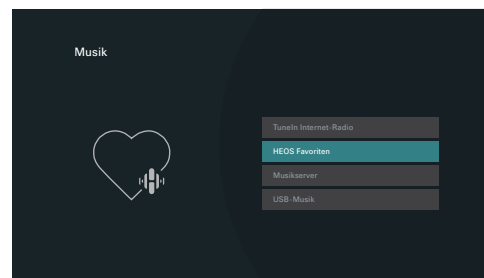 Musik
TuneIn Internet-Radio
HEOS Favoriten
Musikserver
USB-Musik